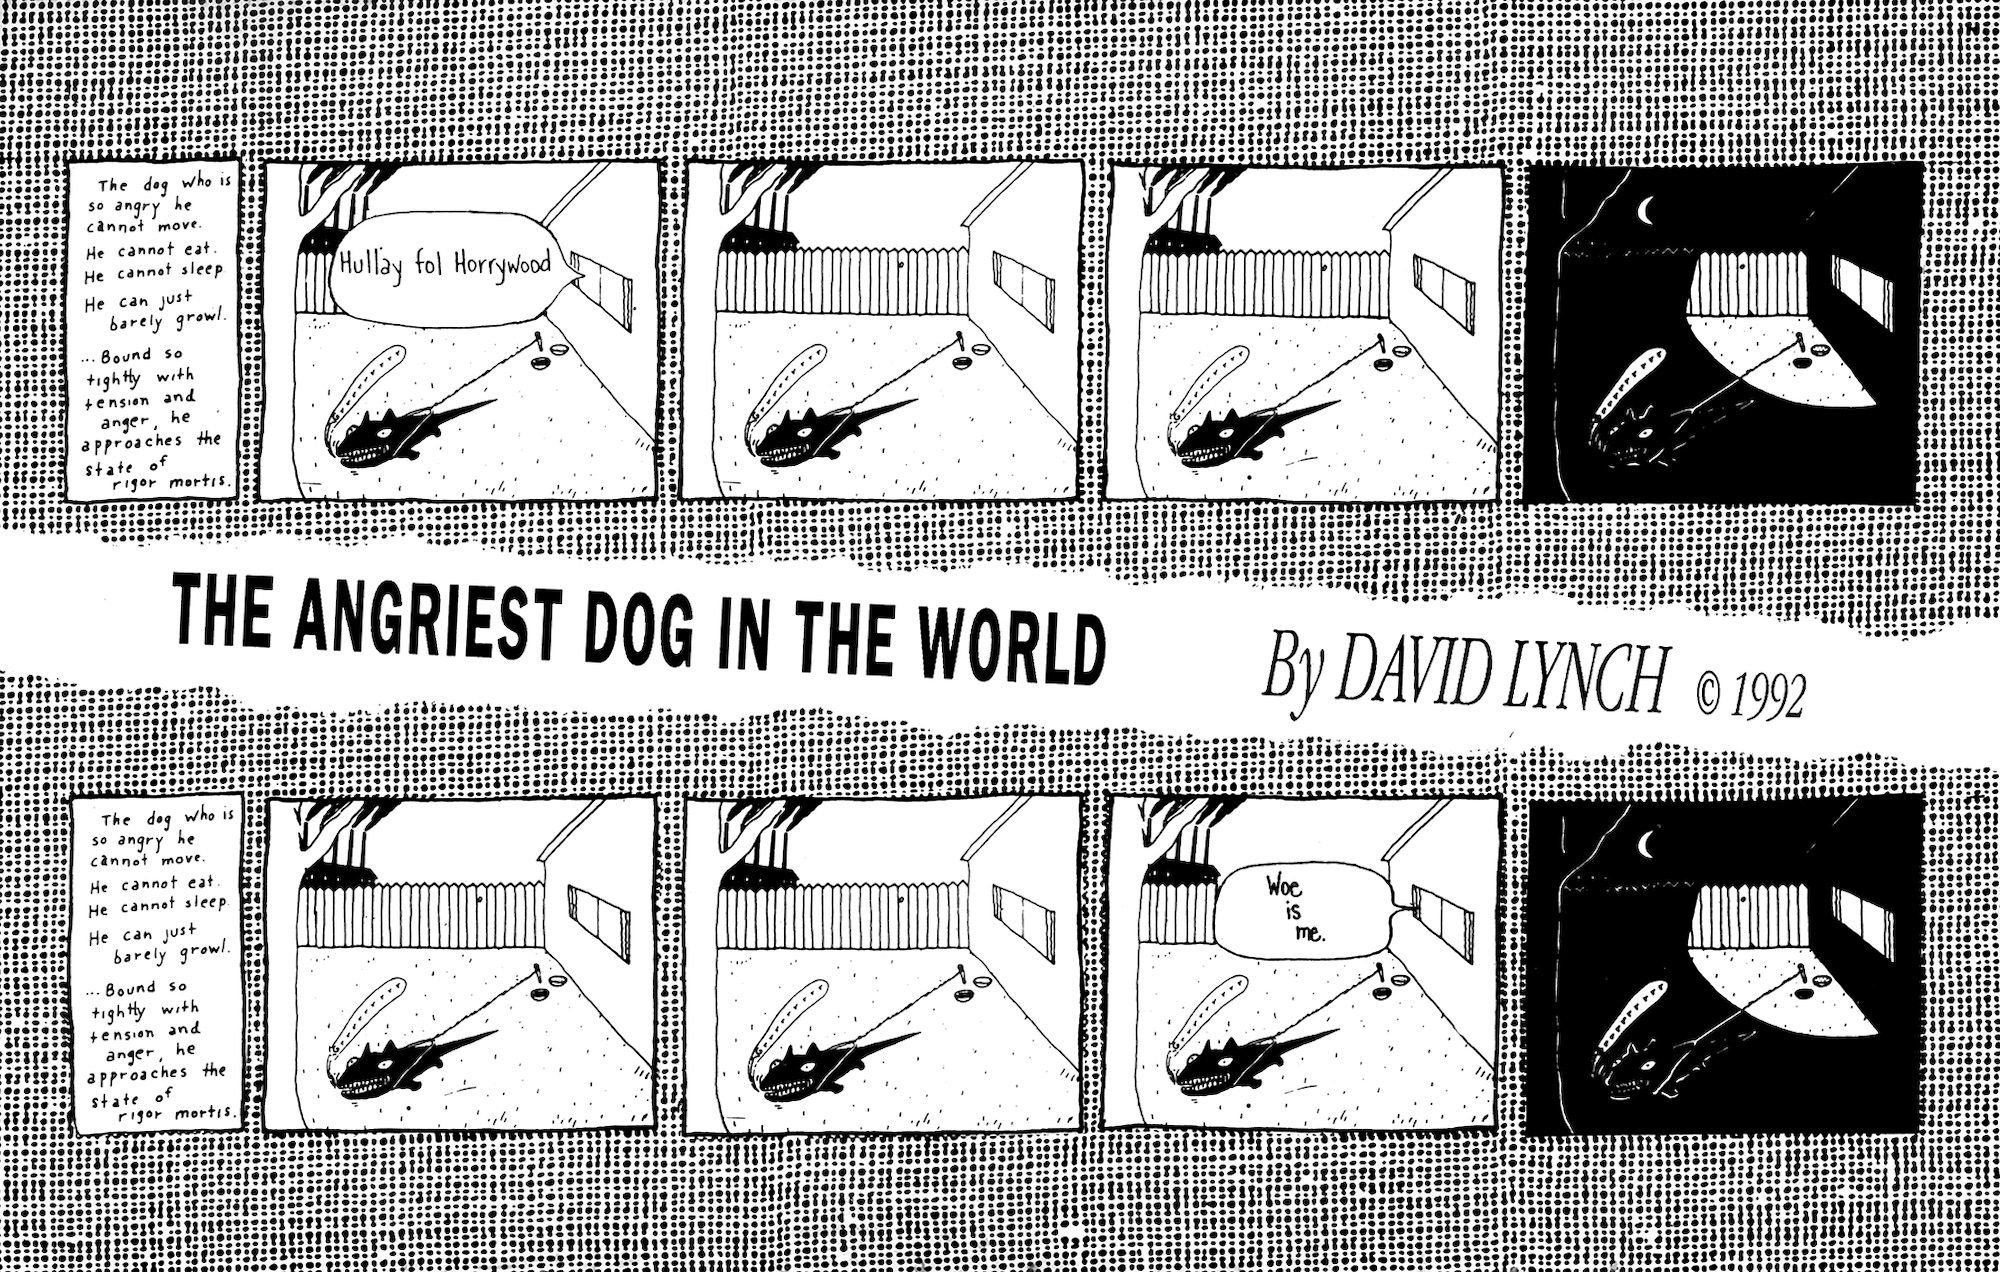 The dog who is
so angry he
cannot move.
He cannot eat.
He cannot sleep.
He can just
barely growl.
...Bound so
tightly with
tension and
anger, he
approaches the
state of
rigor mortis.
Hullay fol Horrywood
THE ANGRIEST DOG IN THE WORLD
By DAVID LYNCH © 1992
The dog who is
so angry he
cannot move.
He cannot eat.
He cannot sleep.
He can just
barely growl.
...Bound so
tightly with
tension and
anger, he
approaches the
state of
rigor mortis.
Woe
is
me.